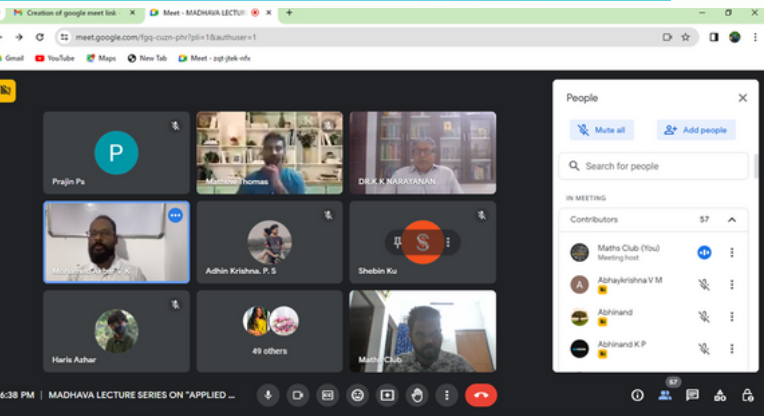 Creation of google meet link -
Meet - MADHAVA LECTUR
meet.google.com/fgq-cuzn-phr?pli=1&authuser=1
Gmail
YouTube
Maps
New Tab
Meet - zqt-jtek-nfx
P
Prajin Ps
Mathew Thomas
DR.K K NARAYANAN
Adhin Krishna. P. S
S
Shebin Ku
Haris Azhar
49 others
Maths Club
People
Mute all
Add people
Search for people
IN MEETING
Contributors
57
Maths Club (You)
Meeting host
A
Abhaykrishna V M
Abhinand
Abhinand K P
6:38 PM | MADHAVA LECTURE SERIES ON "APPLIED ...
57